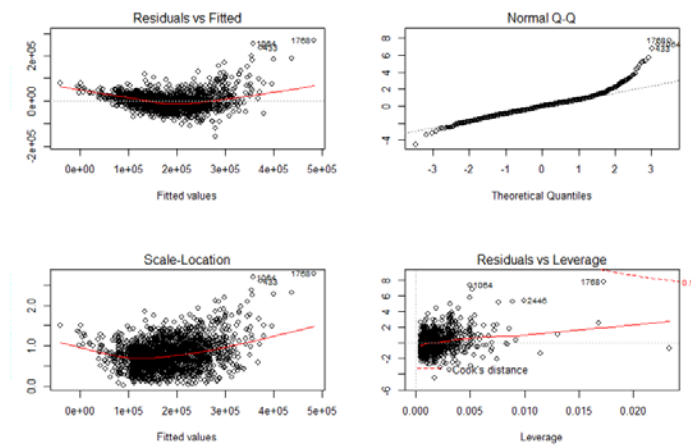 Residuals vs Fitted
1064
433
1768
2e+05
0e+00
-2e+05
0e+00 1e+05 2e+05 3e+05 4e+05 5e+05
Fitted values
Normal Q-Q
1768
1064
433
8
6
4
2
0
-4
-3 -2 -1 0 1 2 3
Theoretical Quantiles
Scale-Location
1064
433
1768
2.0
1.0
0.0
0e+00 1e+05 2e+05 3e+05 4e+05 5e+05
Fitted values
Residuals vs Leverage
1064
1768
2446
8
6
4
2
-2
-6
Cook's distance
0.000 0.005 0.010 0.015 0.020
Leverage